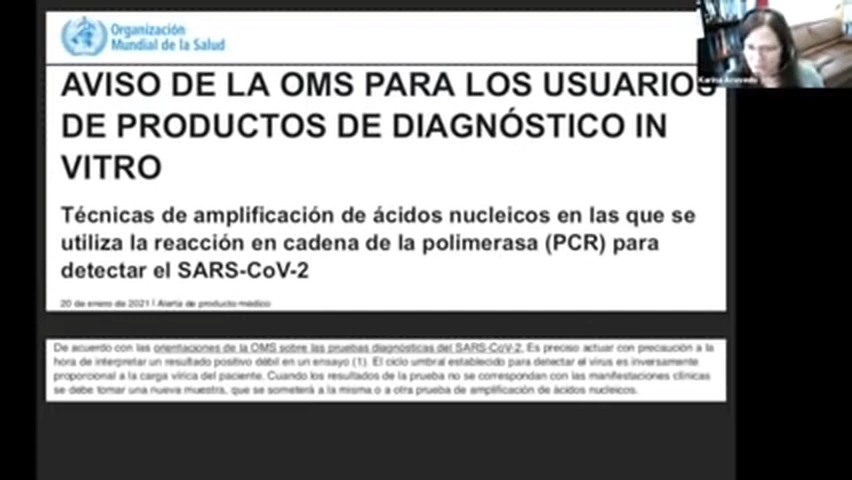 Organización
Mundial de la Salud
AVISO DE LA OMS PARA LOS USUARIOS
DE PRODUCTOS DE DIAGNÓSTICO IN
VITRO
Técnicas de amplificación de ácidos nucleicos en las que se
utiliza la reacción en cadena de la polimerasa (PCR) para
detectar el SARS-CoV-2
20 de enero de 2021 | Alerta de producto médico
De acuerdo con las orientaciones de la OMS sobre las pruebas diagnósticas del SARS-CoV-2, Es preciso actuar con precaución a la
hora de interpretar un resultado positivo débil en un ensayo (1). El ciclo umbral establecido para detectar el virus es inversamente
proporcional a la carga vírica del paciente. Cuando los resultados de la prueba no se correspondan con las manifestaciones clínicas
se debe tomar una nueva muestra, que se someterá a la misma o a otra prueba de amplificación de ácidos nucleicos.
Karina